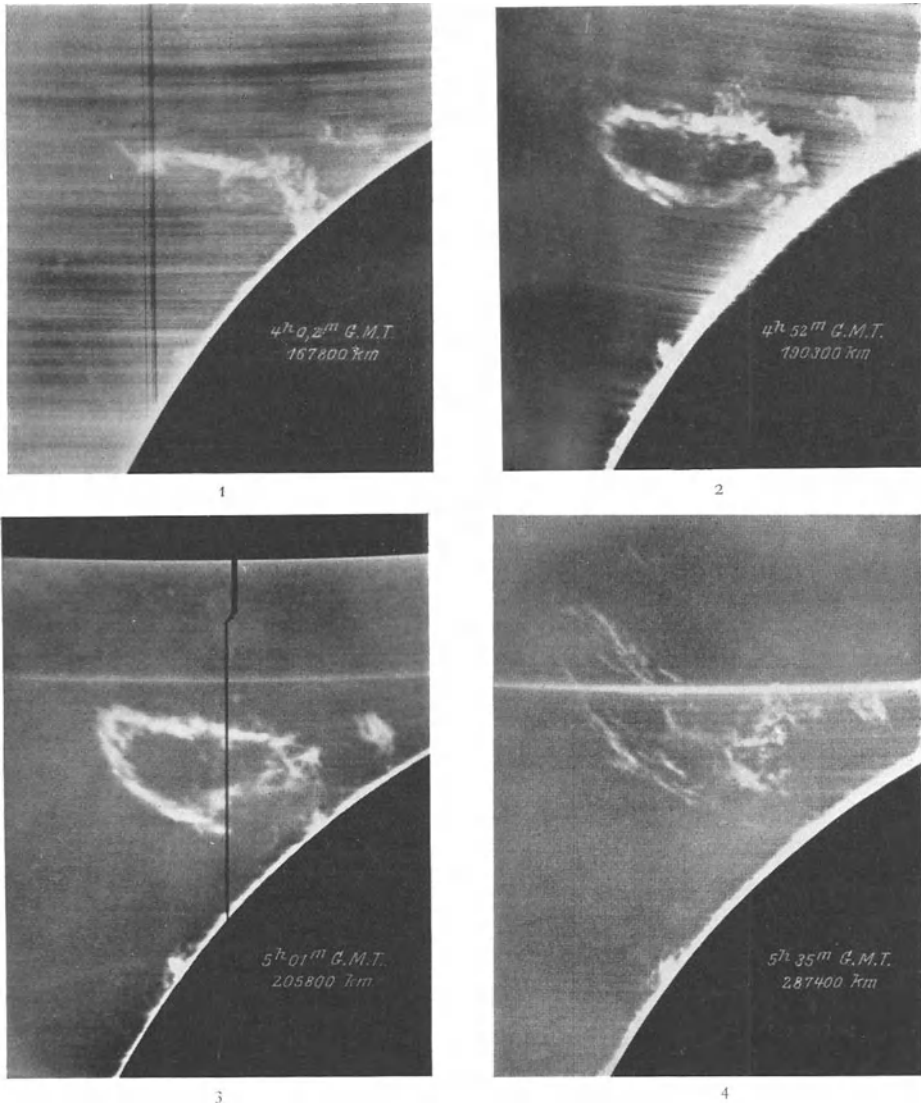 4ʰ 0,2ᵐ G.M.T.
167800 km
1
4ʰ 52ᵐ G.M.T.
190300 km
2
5ʰ 01ᵐ G.M.T.
205800 km
3
5ʰ 35ᵐ G.M.T.
287400 km
4